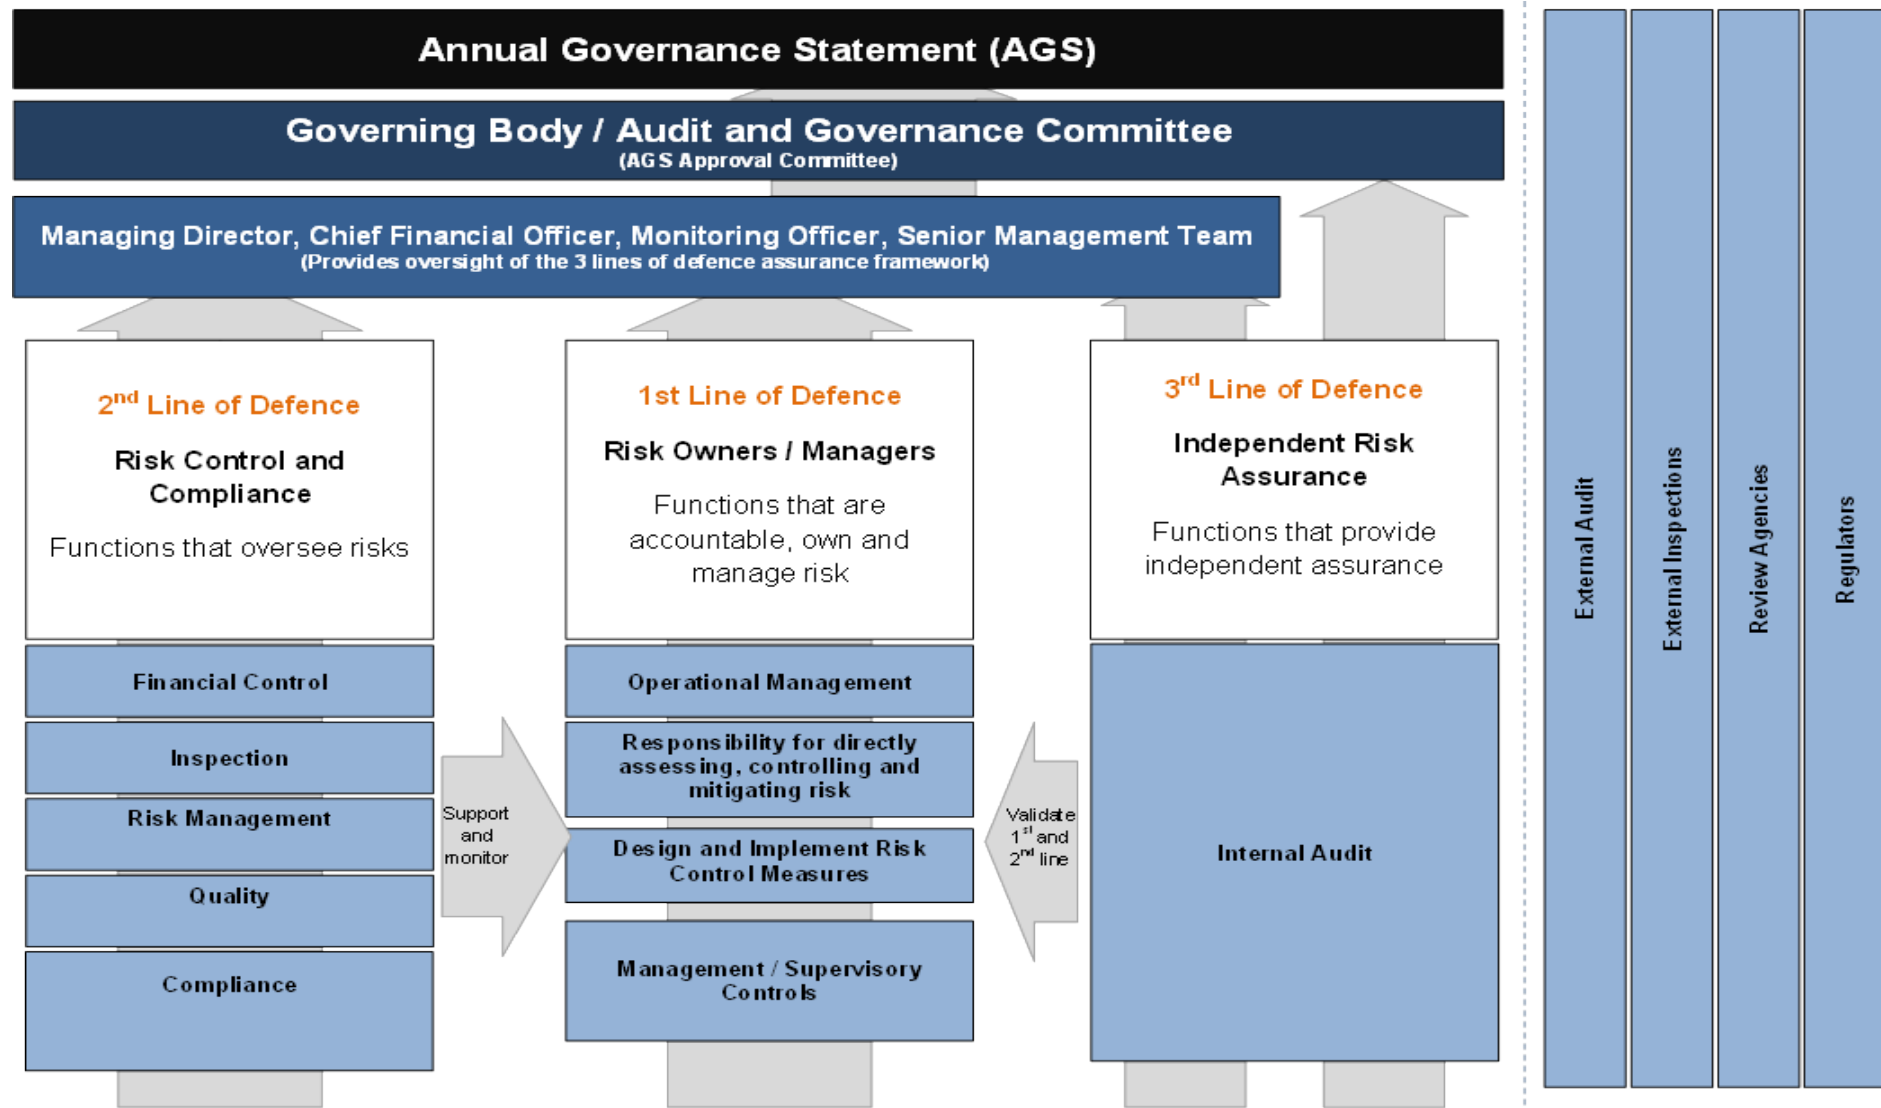 Annual Governance Statement (AGS)
Governing Body / Audit and Governance Committee
(AGS Approval Committee)
Managing Director, Chief Financial Officer, Monitoring Officer, Senior Management Team
(Provides oversight of the 3 lines of defence assurance framework)
2nd Line of Defence
Risk Control and
Compliance
Functions that oversee risks
Financial Control
Inspection
Risk Management
Quality
Compliance
Support
and
monitor
1st Line of Defence
Risk Owners / Managers
Functions that are
accountable, own and
manage risk
Operational Management
Responsibility for directly
assessing, controlling and
mitigating risk
Design and Implement Risk
Control Measures
Management / Supervisory
Controls
Validate
1st and
2nd line
3rd Line of Defence
Independent Risk
Assurance
Functions that provide
independent assurance
Internal Audit
External Audit
External Inspections
Review Agencies
Regulators